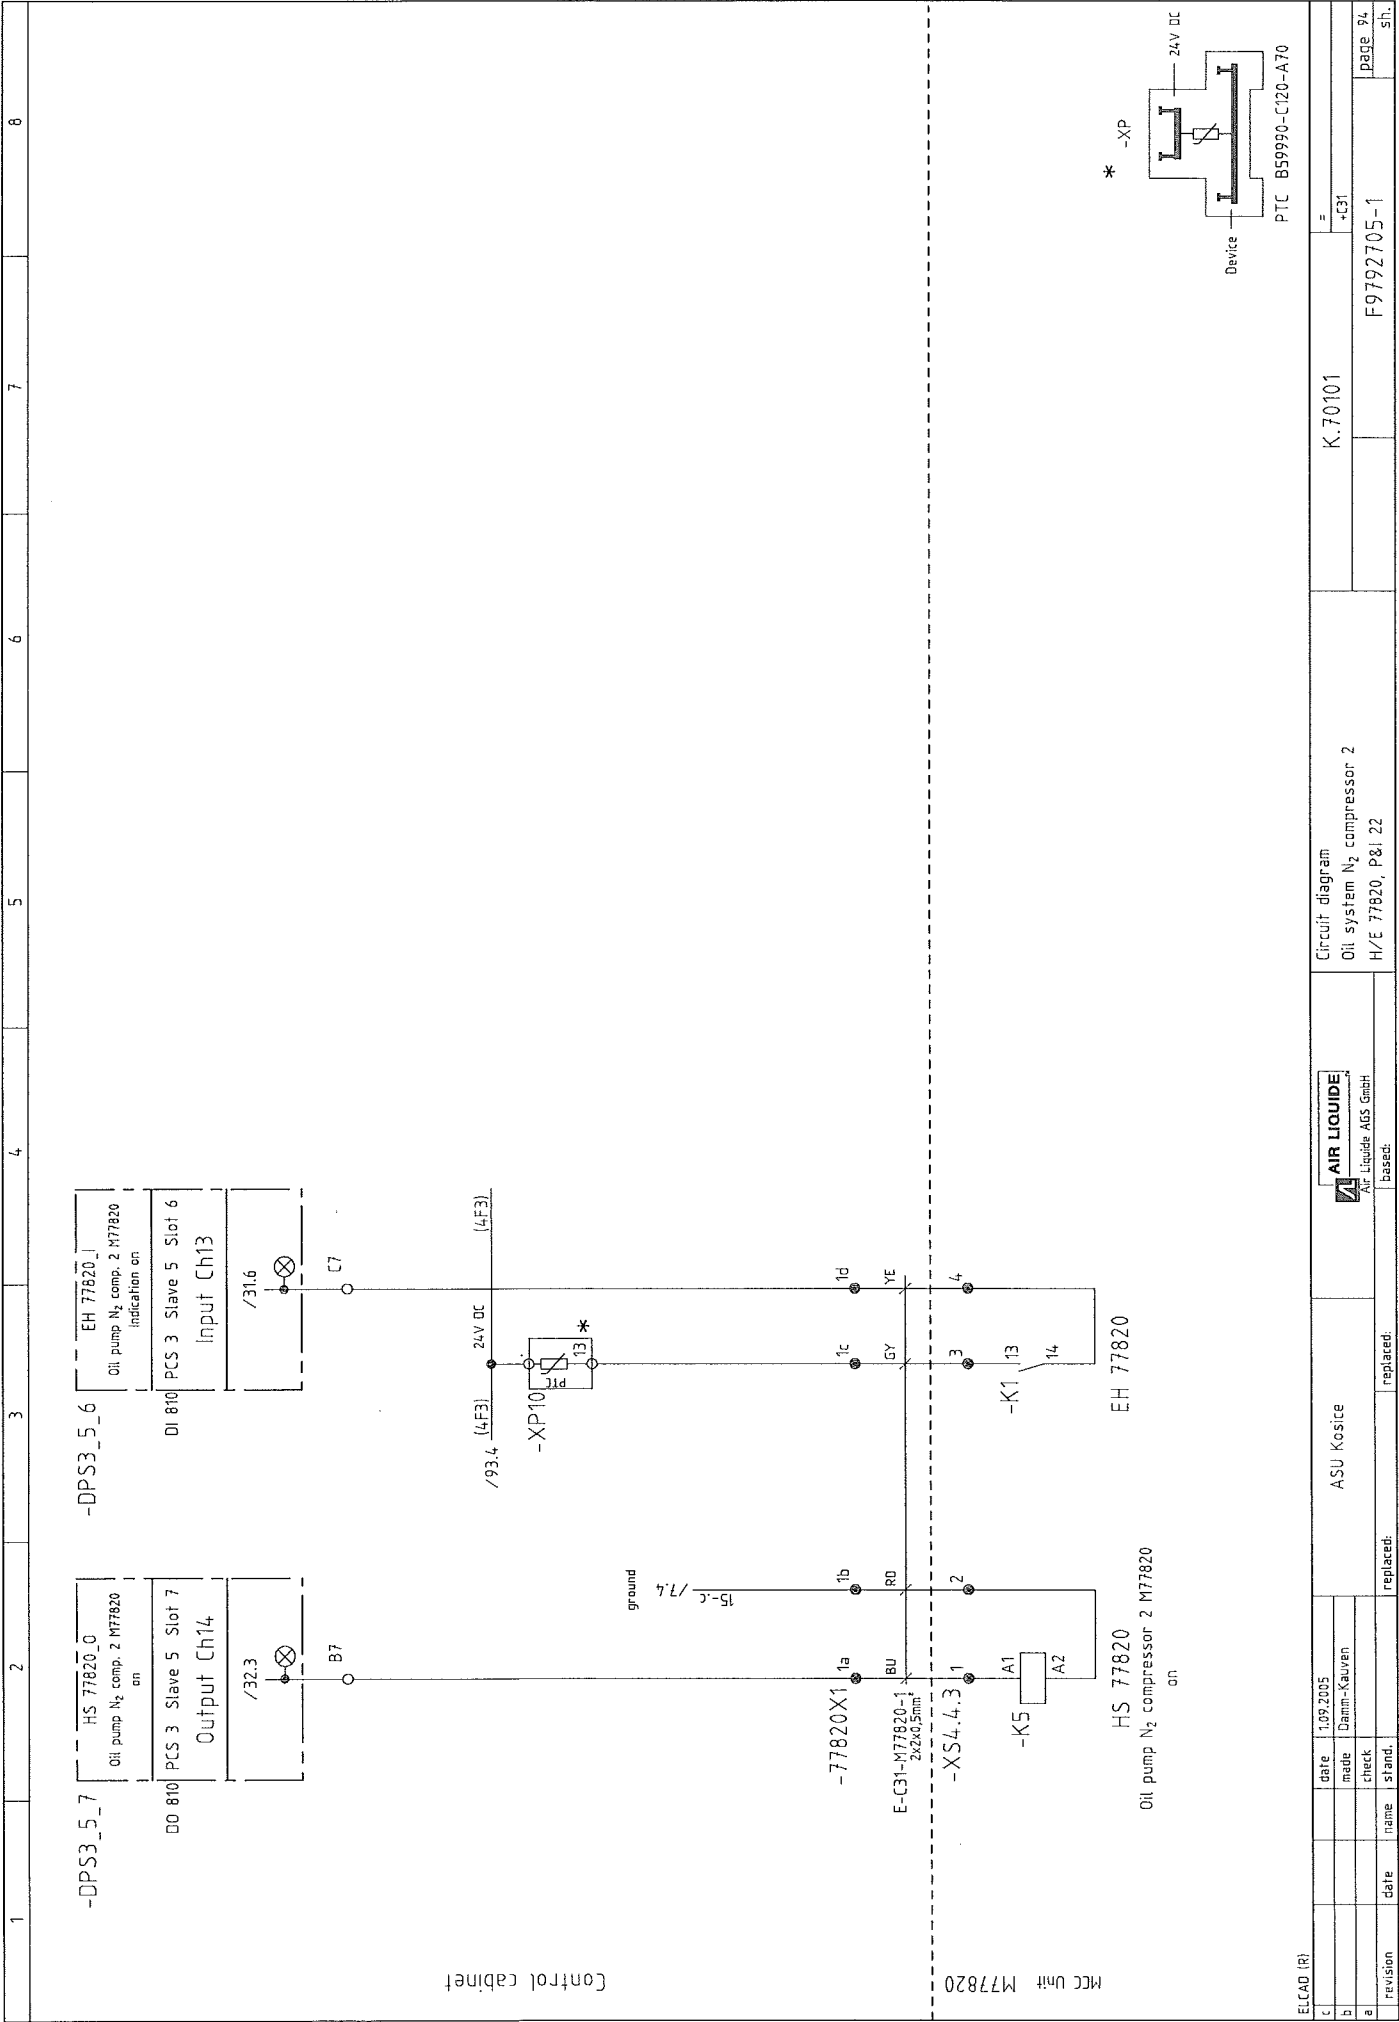 1 2 3 4 5 6 7 8
-DPS3_5_7
HS 77820_O
Oil pump N₂ comp. 2 M77820
on
DO 810
PCS 3 Slave 5 Slot 7
Output Ch14
/32.3
B7
-DPS3_5_6
EH 77820_I
Oil pump N₂ comp. 2 M77820
Indication on
DI 810
PCS 3 Slave 5 Slot 6
Input Ch13
/31.6
C7
Control cabinet
/93.4 (4F3) 24V DC (4F3)
-XP10
PTC
13
*
ground
15-.c /7.4
-77820X1 1a 1b 1c 1d
BU RD GY YE
E-C31-M77820-1
2x2x0,5mm²
MCC Unit M77820
-XS4.4.3 1 2 3 4
-K5
A1
A2
-K1
13
14
HS 77820
Oil pump N₂ compressor 2 M77820
on
EH 77820
*
-XP
24V DC
Device
PTC B59990-C120-A70
ELCAD (R)
c
b
a
revision date name
date 1.09.2005
made Damm-Kauven
check
stand.
ASU Kosice
replaced: replaced: based:
AIR LIQUIDE
Air Liquide AGS GmbH
Circuit diagram
Oil system N₂ compressor 2
H/E 77820, P&I 22
K.70101
=
+C31
F9792705-1
page 94
sh.